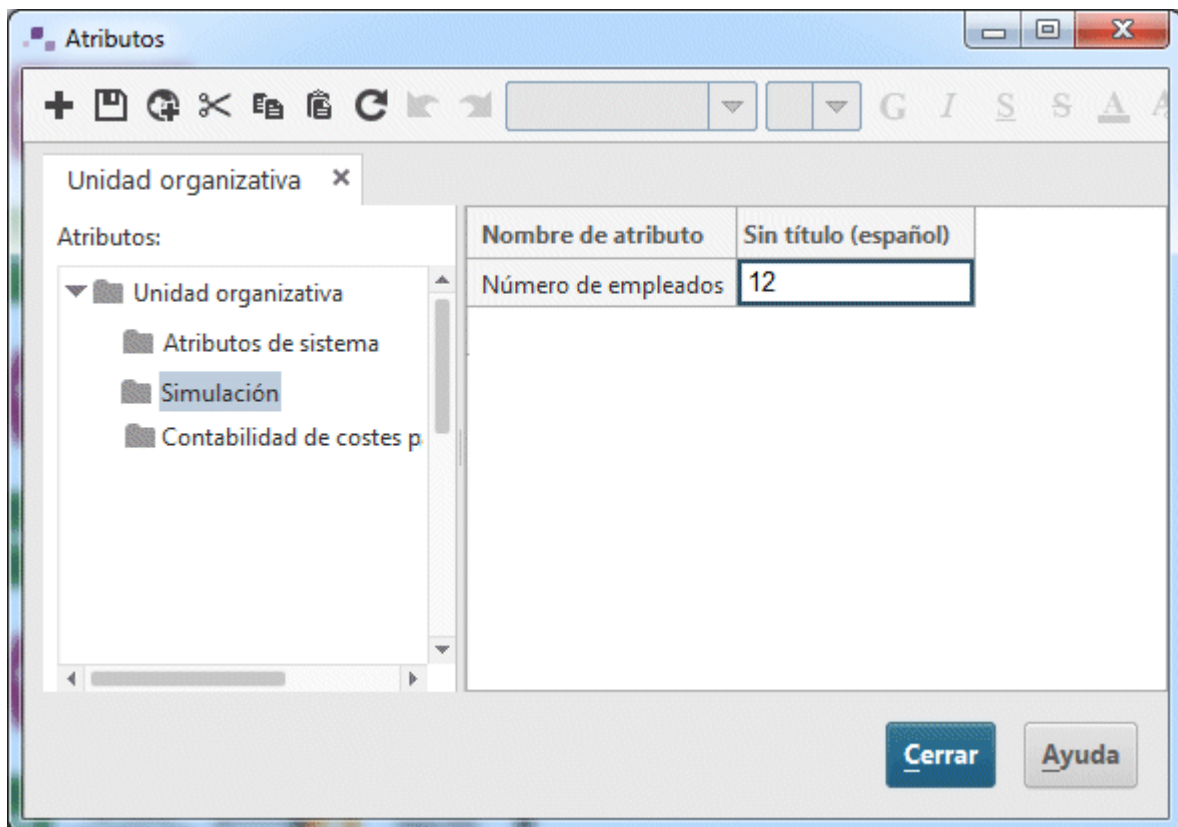 Atributos
G I S S A
Unidad organizativa
Atributos:
Nombre de atributo Sin título (español)
Número de empleados 12
Unidad organizativa
Atributos de sistema
Simulación
Contabilidad de costes p
Cerrar Ayuda